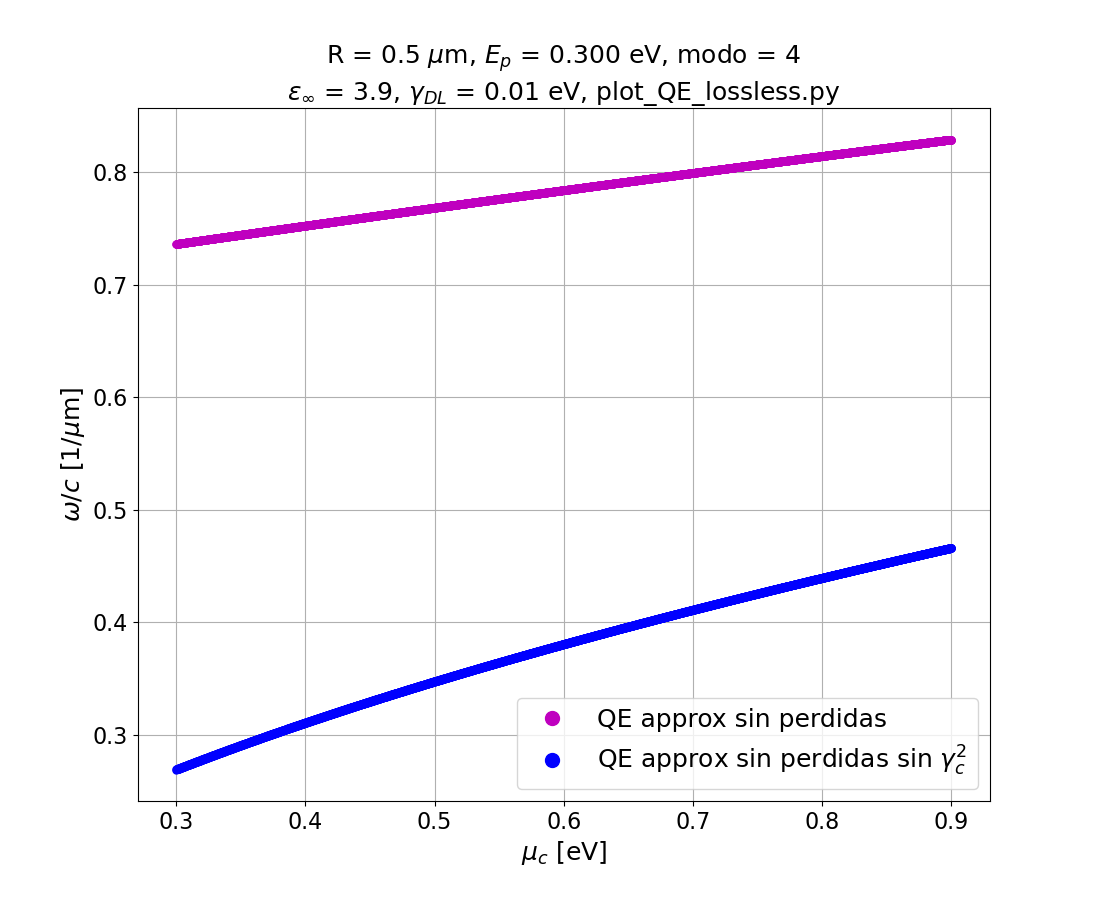 R = 0.5 μm, E_p = 0.300 eV, modo = 4
ε_∞ = 3.9, γ_DL = 0.01 eV, plot_QE_lossless.py
0.8
0.7
0.6
0.5
0.4
0.3
ω/c [1/μm]
QE approx sin perdidas
QE approx sin perdidas sin γ_c^2
0.3 0.4 0.5 0.6 0.7 0.8 0.9
μ_c [eV]